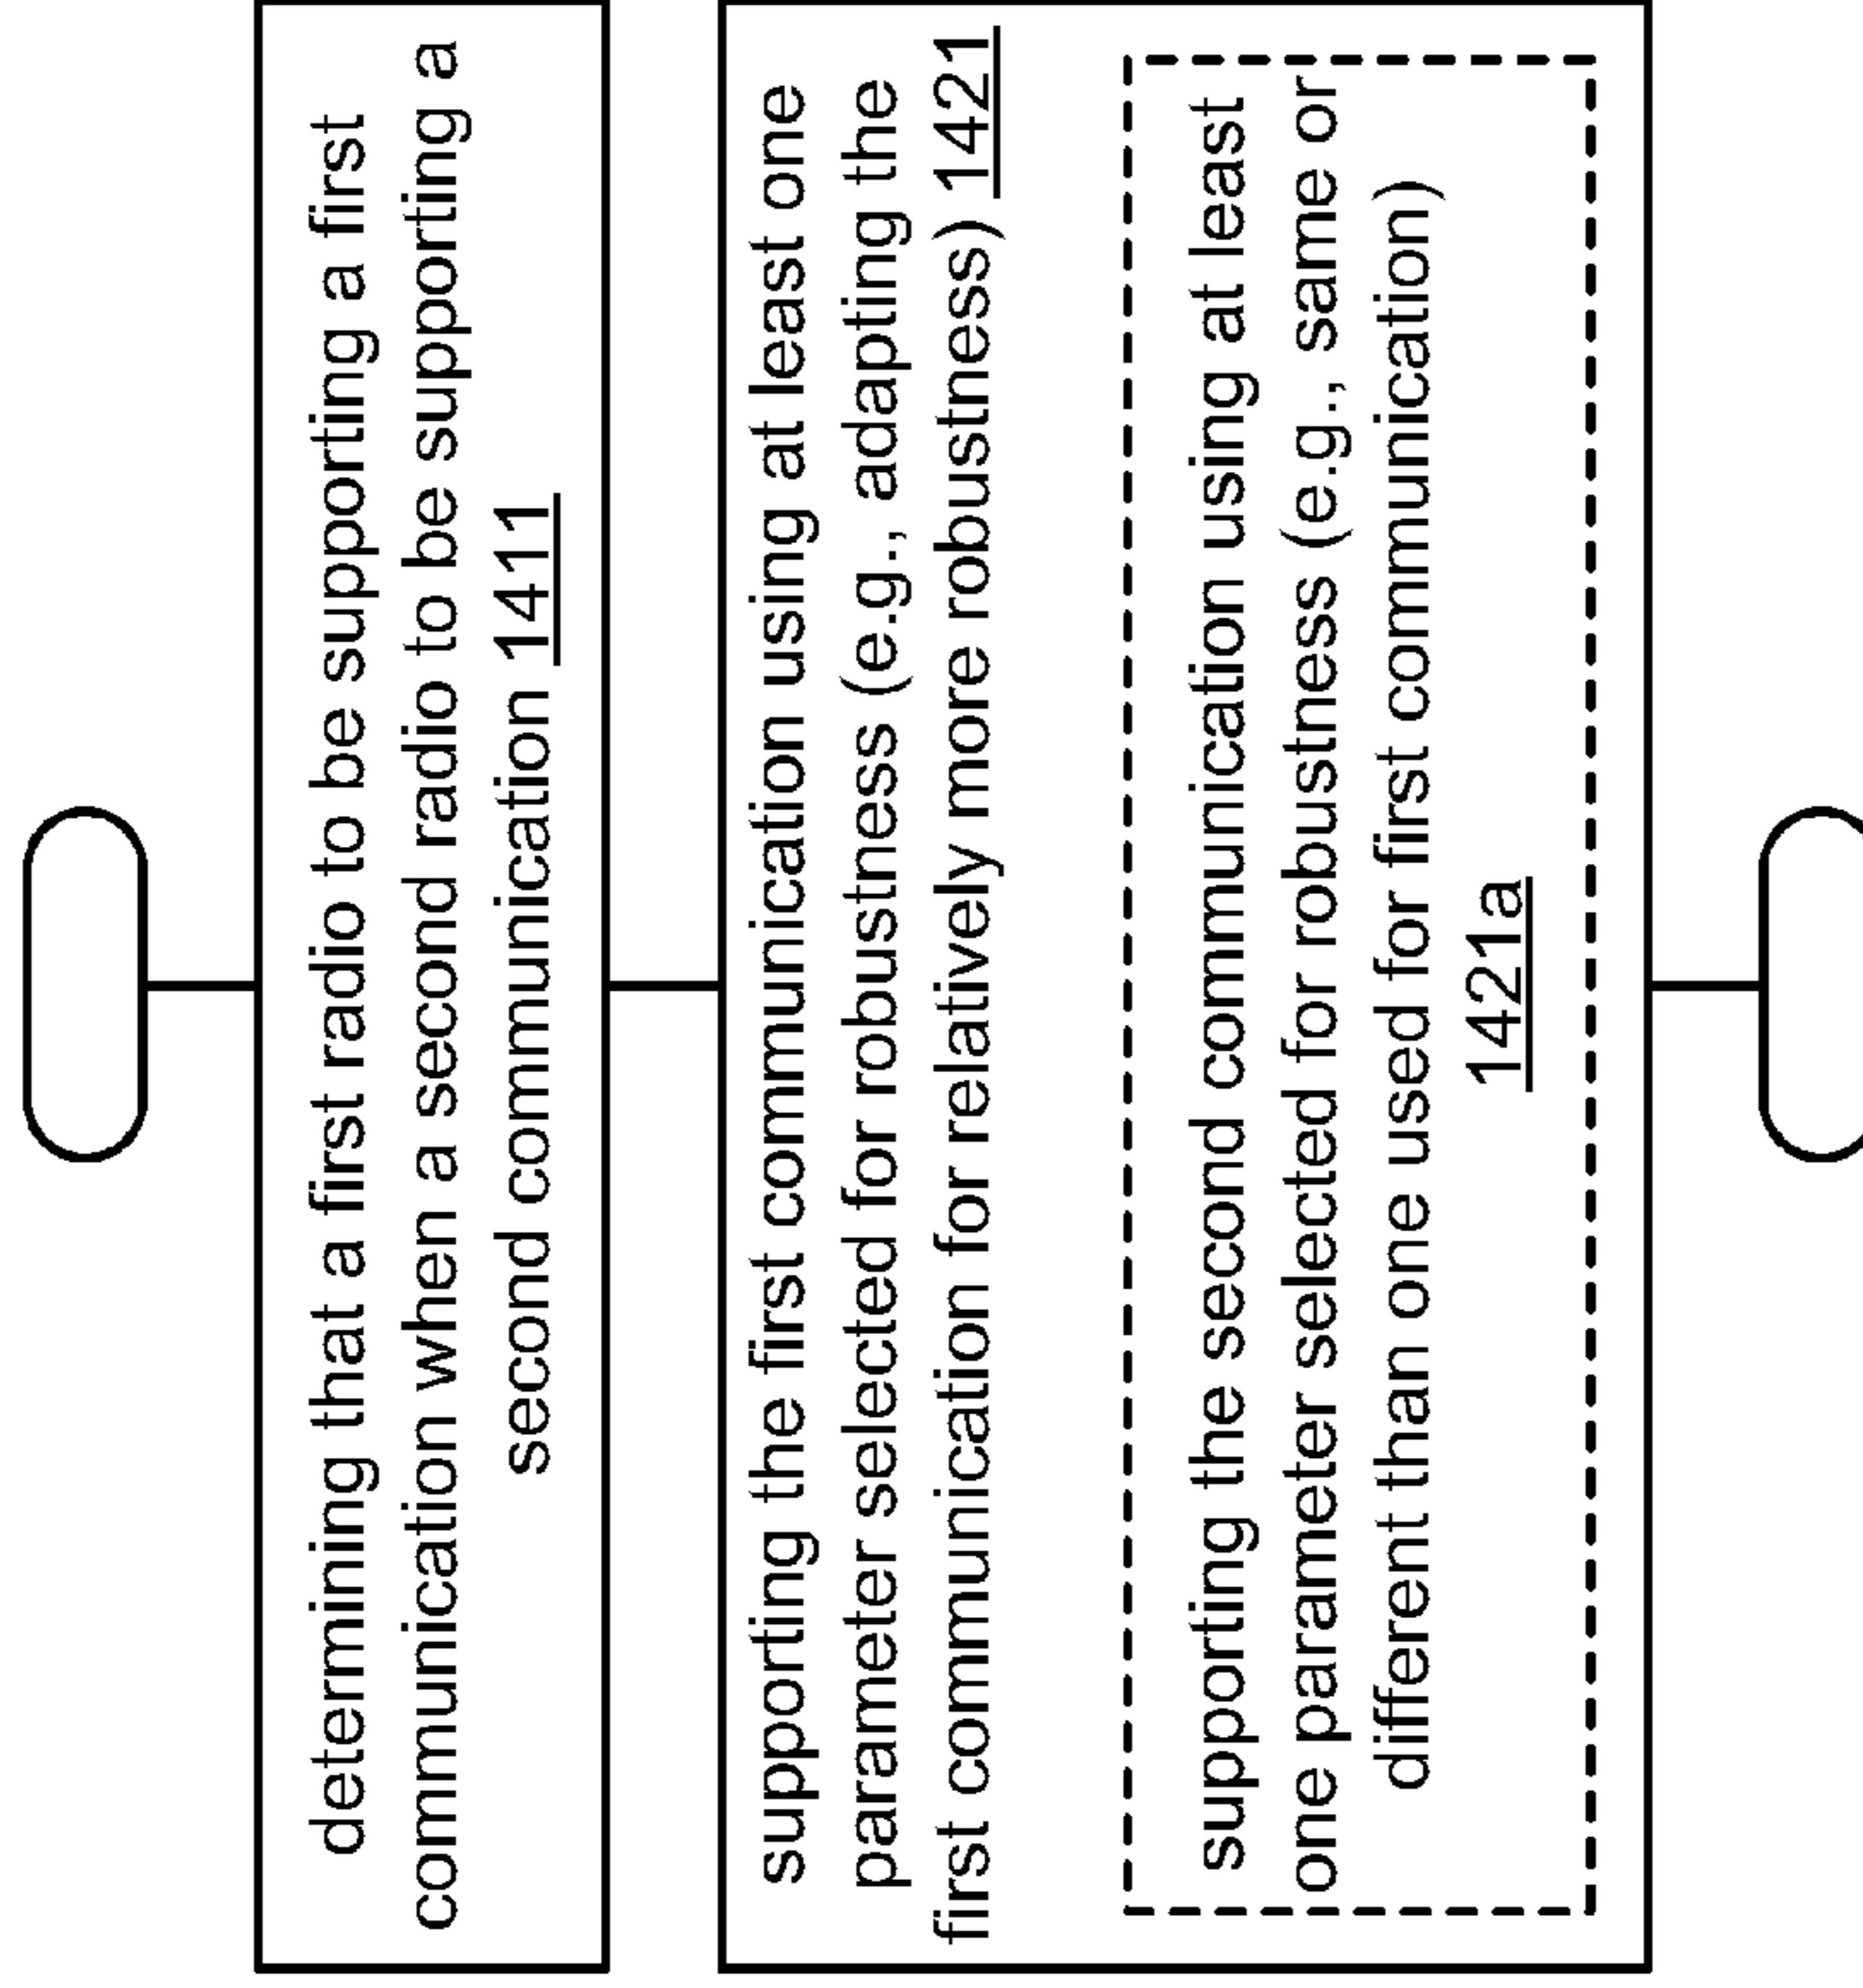 determining that a first radio to be supporting a first
communication when a second radio to be supporting a
second communication 1411
supporting the first communication using at least one
parameter selected for robustness (e.g., adapting the
first communication for relatively more robustness) 1421
supporting the second communication using at least
one parameter selected for robustness (e.g., same or
different than one used for first communication)
1421a